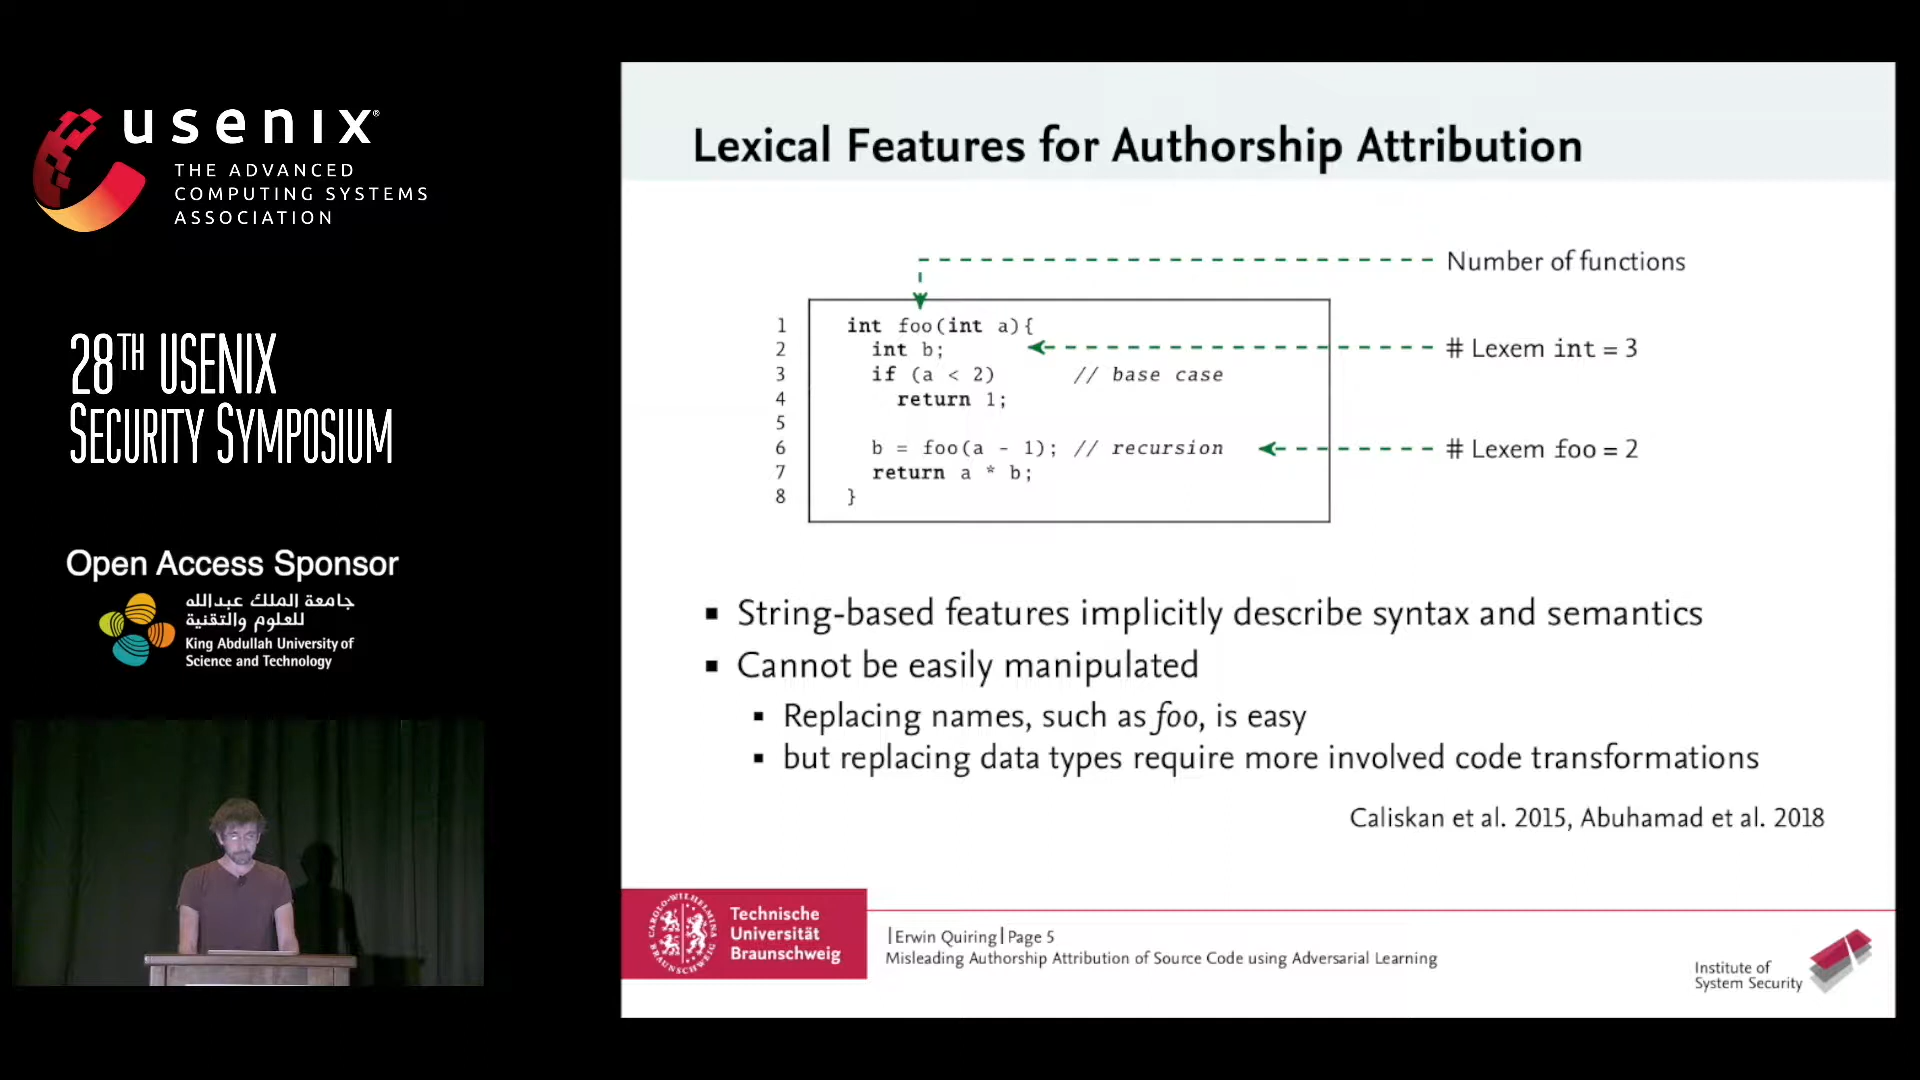 usenix®
THE ADVANCED
COMPUTING SYSTEMS
ASSOCIATION
28TH USENIX
SECURITY SYMPOSIUM
Open Access Sponsor
جامعة الملك عبدالله
للعلوم والتقنية
King Abdullah University of
Science and Technology
Lexical Features for Authorship Attribution
Number of functions
1 int foo(int a){
2 int b;
# Lexem int = 3
3 if (a < 2) // base case
4 return 1;
5
6 b = foo(a - 1); // recursion
# Lexem foo = 2
7 return a * b;
8 }
▪ String-based features implicitly describe syntax and semantics
▪ Cannot be easily manipulated
▪ Replacing names, such as foo, is easy
▪ but replacing data types require more involved code transformations
Caliskan et al. 2015, Abuhamad et al. 2018
CAROLO-WILHELMINA
BRAUNSCHWEIG
Technische
Universität
Braunschweig
| Erwin Quiring | Page 5
Misleading Authorship Attribution of Source Code using Adversarial Learning
Institute of
System Security